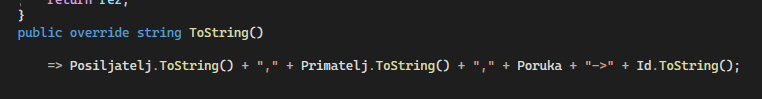 return rez;
}
public override string ToString()
=> Posiljatelj.ToString() + "," + Primatelj.ToString() + "," + Poruka + "->" + Id.ToString();